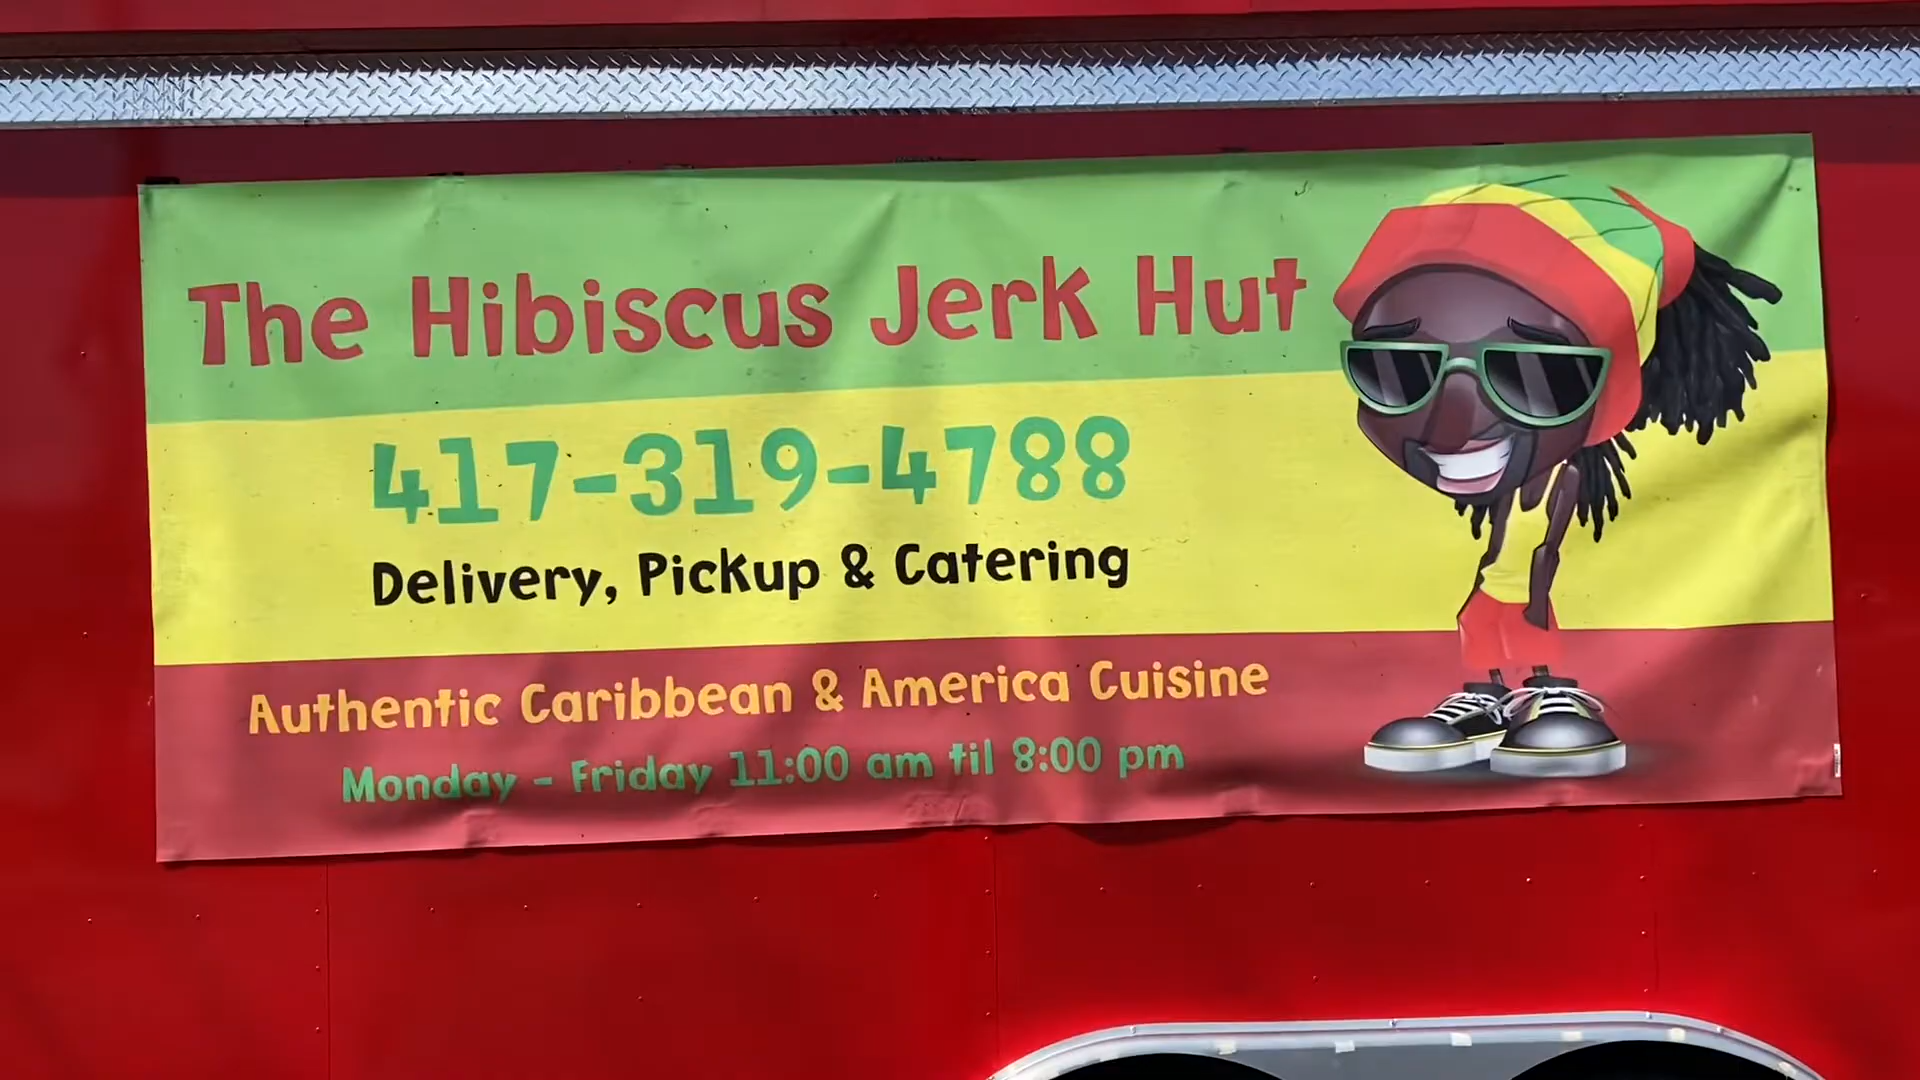 The Hibiscus Jerk Hut
417-319-4788
Delivery, Pickup & Catering
Authentic Caribbean & America Cuisine
Monday - Friday 11:00 am til 8:00 pm